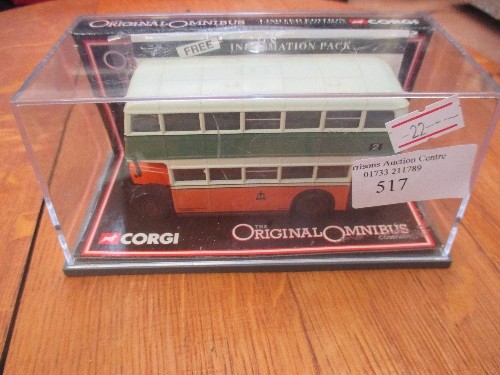 ORIGINAL OMNIBUS
LIMITED EDITION
CORGI
FREE
INFORMATION PACK
-22---
2
rrisons Auction Centre
01733 211789
517
CORGI
THE
ORIGINAL OMNIBUS
COMPANY